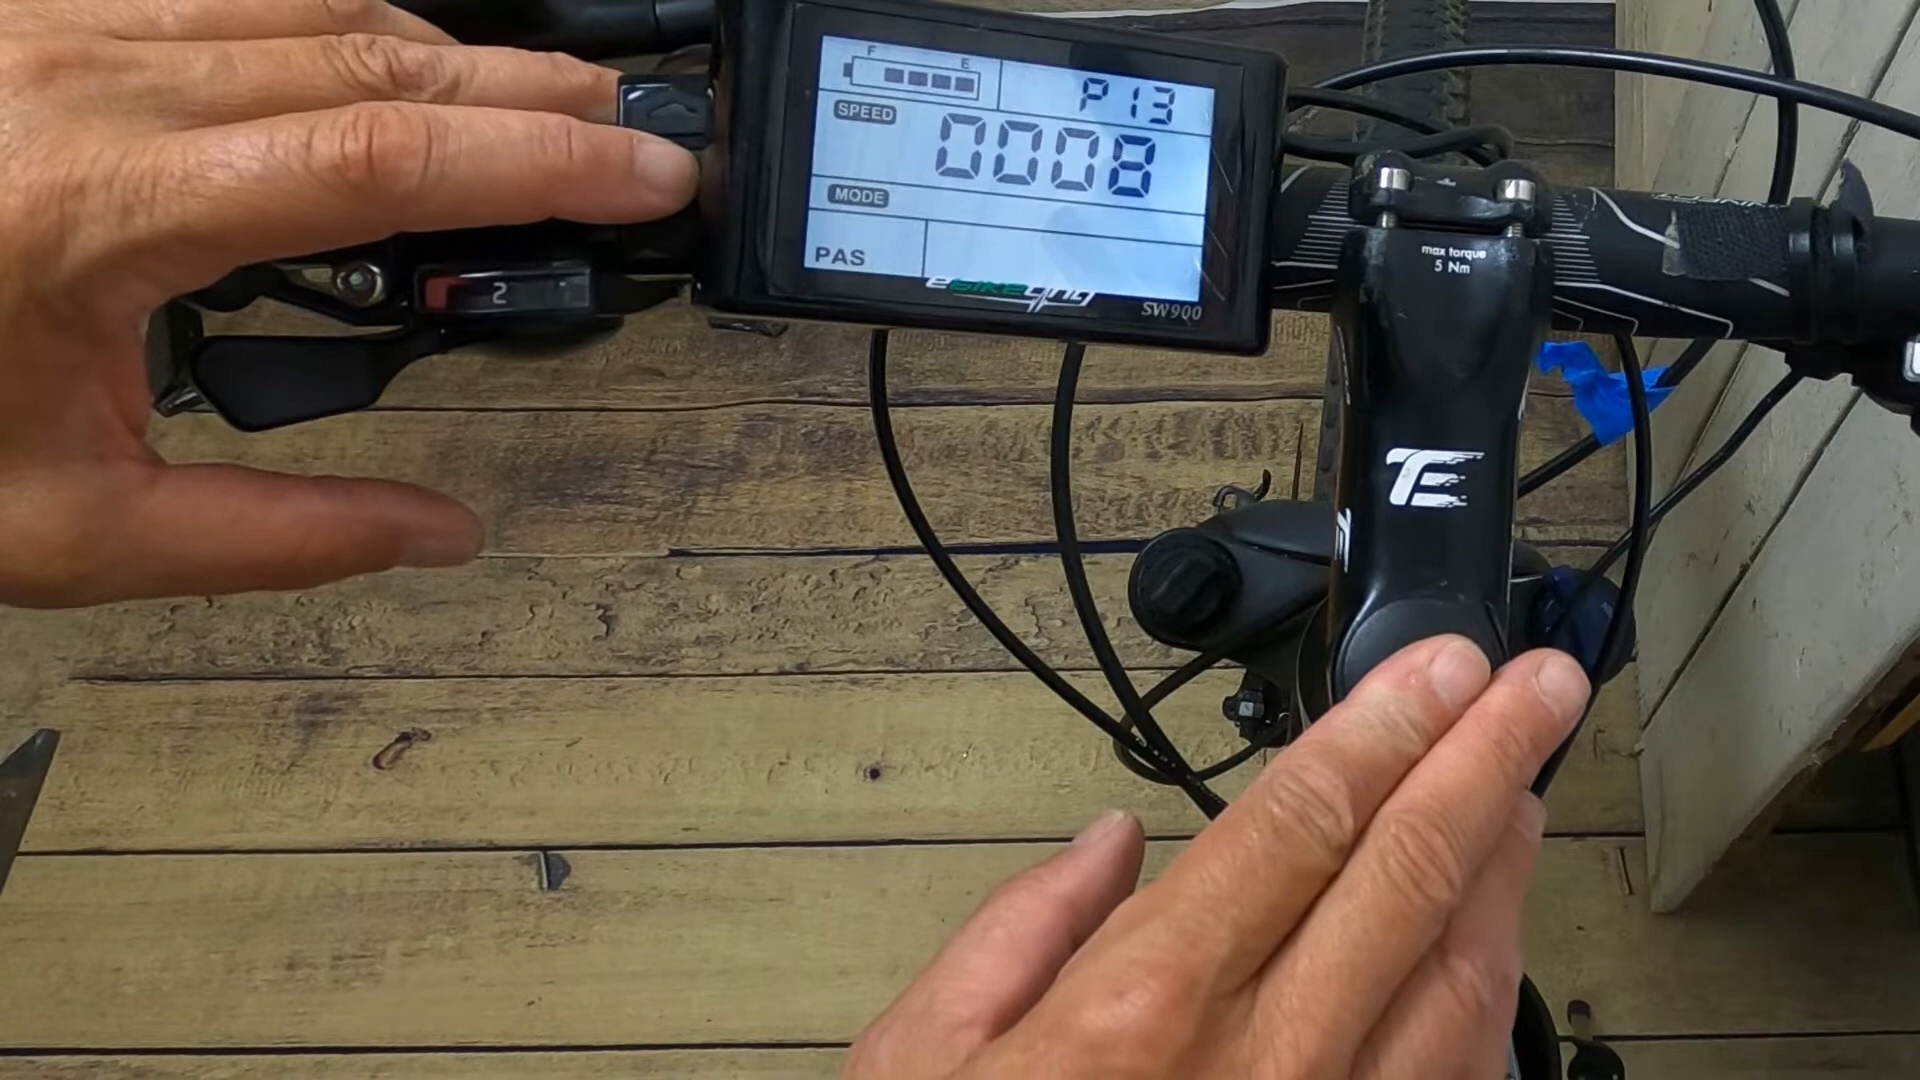 F
E
P13
SPEED
0008
MODE
PAS
ebikeling
SW900
2
max torque
5 Nm
TE